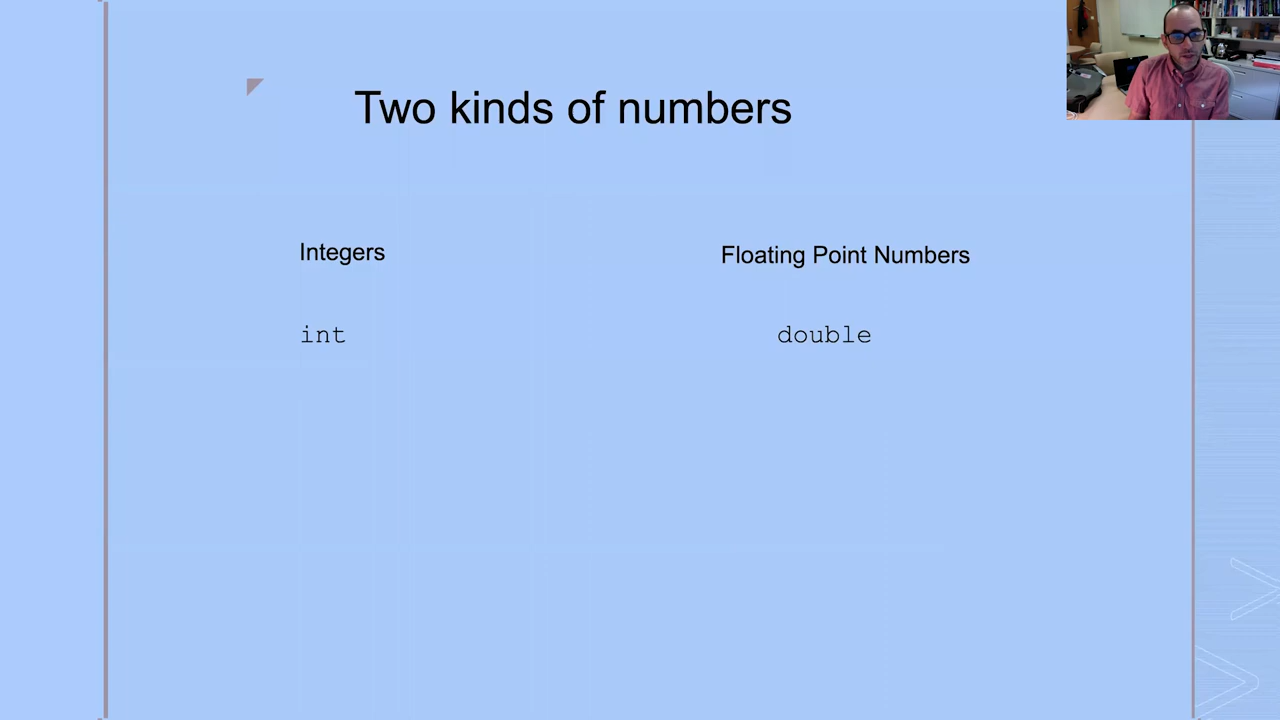 Two kinds of numbers
Integers
Floating Point Numbers
int
double